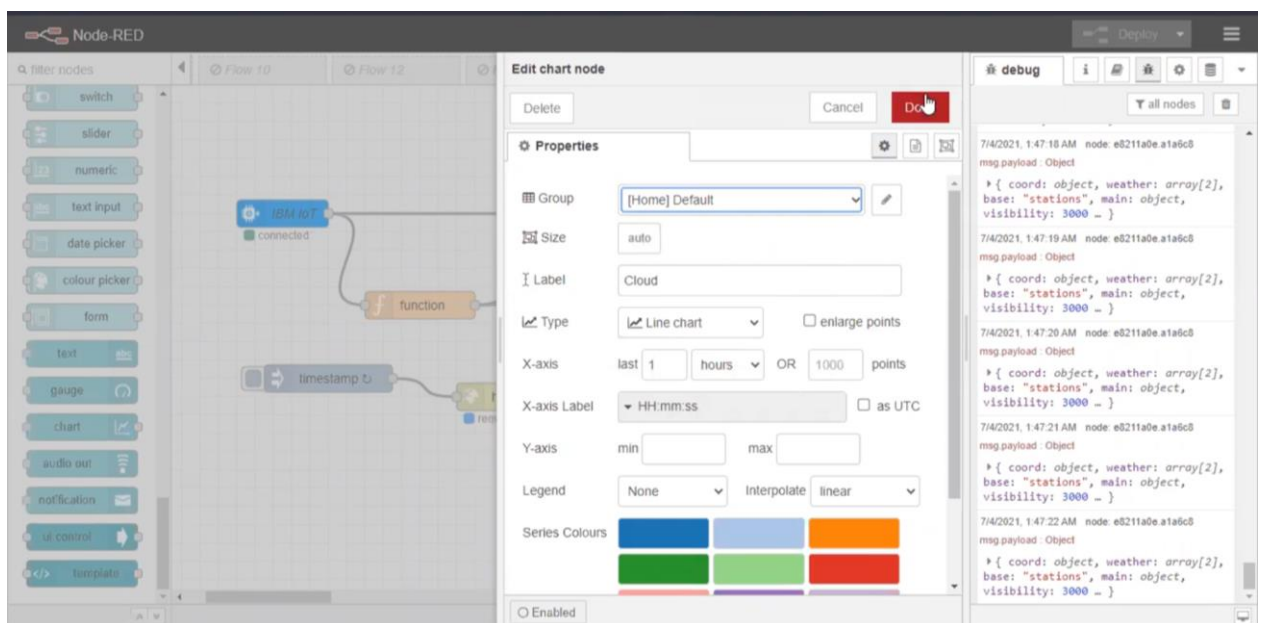 Node-RED
Deploy
filter nodes
switch
slider
numeric
text input
date picker
colour picker
form
text
abc
gauge
chart
audio out
notification
ui control
template
Flow 10
Flow 12
IBM IoT
connected
function
timestamp ↻
Edit chart node
Delete
Cancel
Properties
Group
[Home] Default
Size
auto
Label
Cloud
Type
Line chart
enlarge points
X-axis
last 1 hours OR 1000 points
X-axis Label
HH:mm:ss
as UTC
Y-axis
min
max
Legend
None
Interpolate
linear
Series Colours
Enabled
debug
i
all nodes
7/4/2021, 1:47:18 AM node: e8211a0e.a1a6c8
msg.payload : Object
{ coord: object, weather: array[2],
base: "stations", main: object,
visibility: 3000 … }
7/4/2021, 1:47:19 AM node: e8211a0e.a1a6c8
msg.payload : Object
{ coord: object, weather: array[2],
base: "stations", main: object,
visibility: 3000 … }
7/4/2021, 1:47:20 AM node: e8211a0e.a1a6c8
msg.payload : Object
{ coord: object, weather: array[2],
base: "stations", main: object,
visibility: 3000 … }
7/4/2021, 1:47:21 AM node: e8211a0e.a1a6c8
msg.payload : Object
{ coord: object, weather: array[2],
base: "stations", main: object,
visibility: 3000 … }
7/4/2021, 1:47:22 AM node: e8211a0e.a1a6c8
msg.payload : Object
{ coord: object, weather: array[2],
base: "stations", main: object,
visibility: 3000 … }